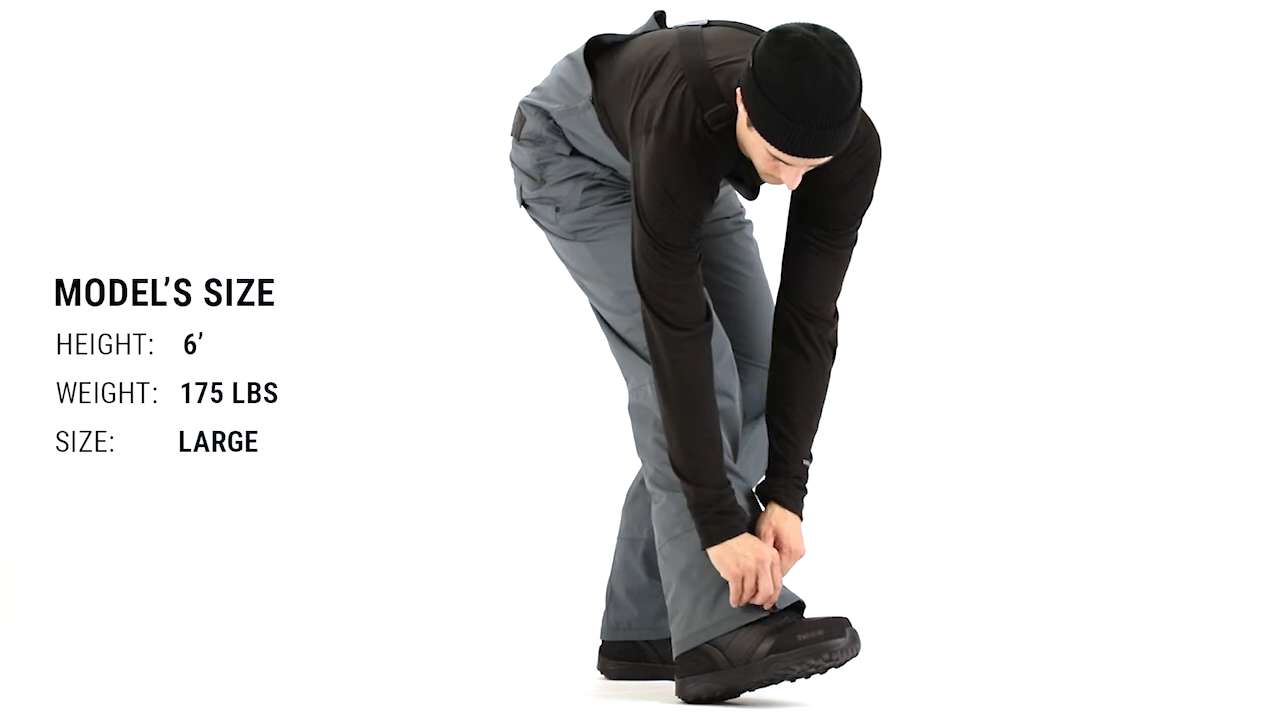 MODEL’S SIZE
HEIGHT: 6’
WEIGHT: 175 LBS
SIZE: LARGE